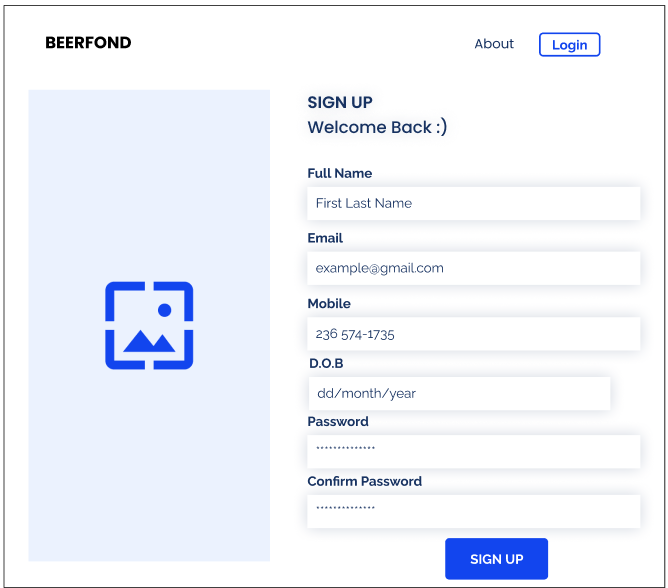 BEERFOND
About
Login
SIGN UP
Welcome Back :)
Full Name
First Last Name
Email
example@gmail.com
Mobile
236 574-1735
D.O.B
dd/month/year
Password
**************
Confirm Password
**************
SIGN UP